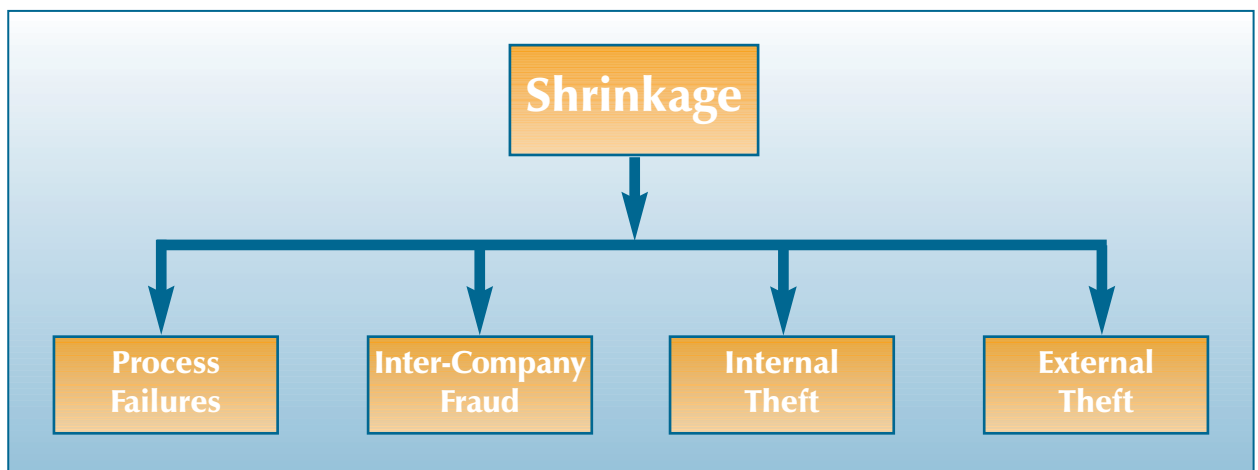 Shrinkage
Process
Failures
Inter-Company
Fraud
Internal
Theft
External
Theft